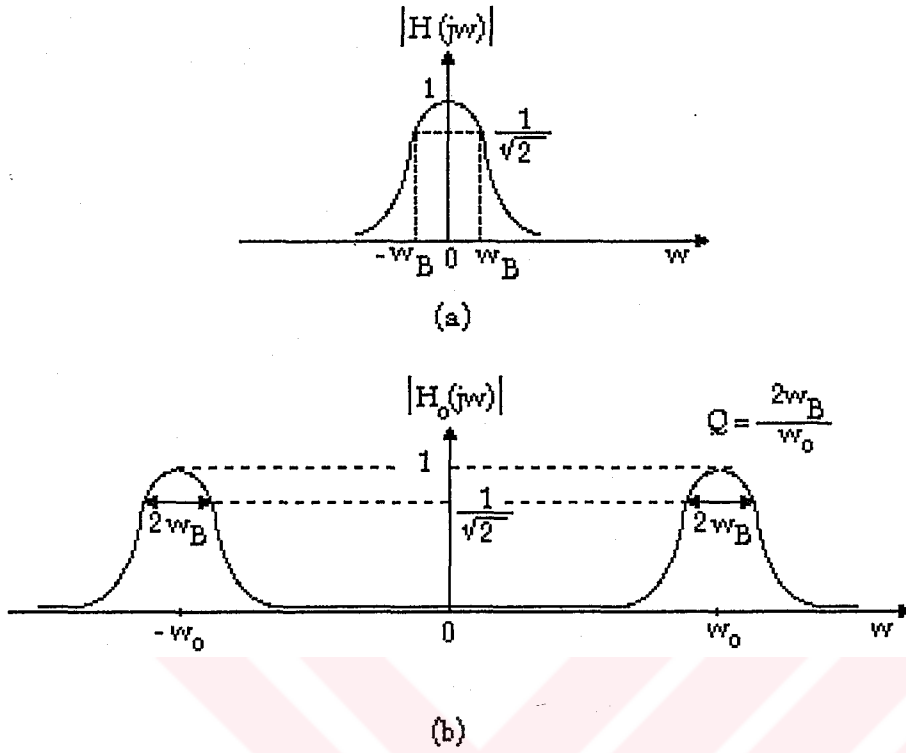 |H(jw)|
1
1/√2
-w_B 0 w_B w
(a)
|H_o(jw)|
Q = 2w_B/w_o
1
1/√2
2w_B 2w_B
-w_o 0 w_o w
(b)